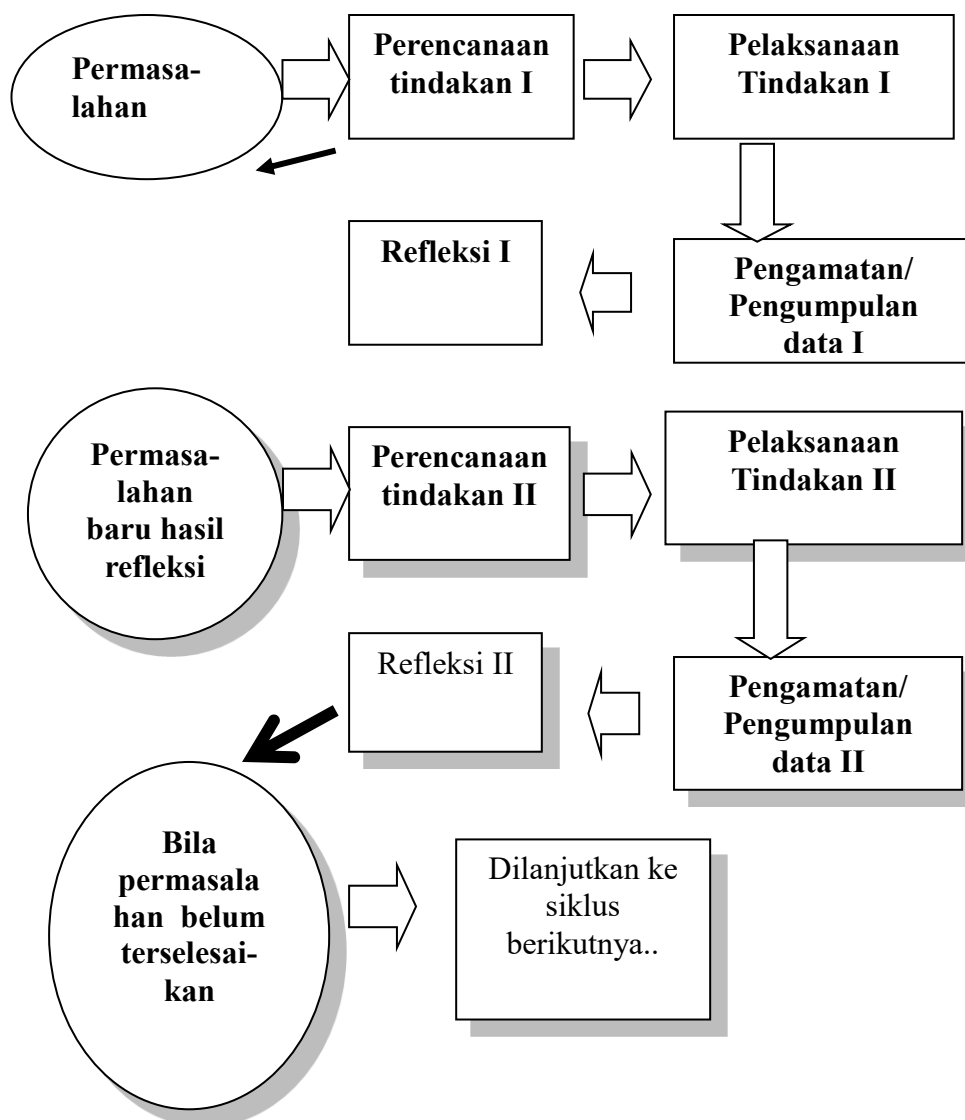 Permasa-
lahan
Perencanaan
tindakan I
Pelaksanaan
Tindakan I
Refleksi I
Pengamatan/
Pengumpulan
data I
Permasa-
lahan
baru hasil
refleksi
Perencanaan
tindakan II
Pelaksanaan
Tindakan II
Refleksi II
Pengamatan/
Pengumpulan
data II
Bila
permasala
han belum
terselesai-
kan
Dilanjutkan ke
siklus
berikutnya..